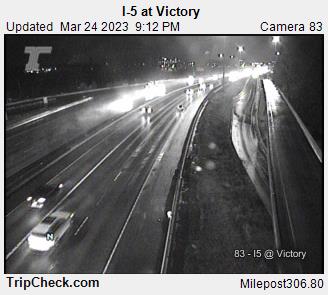 I-5 at Victory
Updated Mar 24 2023 9:12 PM Camera 83
T
N
83 - I5 @ Victory
TripCheck.com Milepost306.80